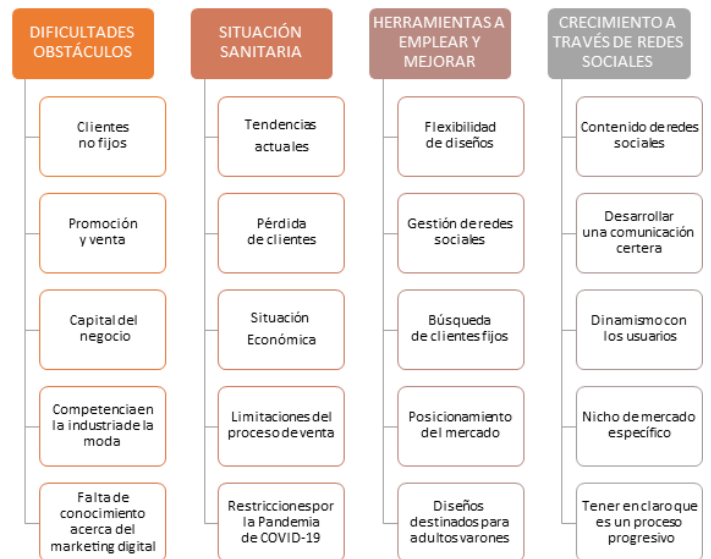 DIFICULTADES
OBSTÁCULOS
Clientes
no fijos
Promoción
y venta
Capital del
negocio
Competencia en
la industria de la
moda
Falta de
conocimiento
acerca del
marketing digital
SITUACIÓN
SANITARIA
Tendencias
actuales
Pérdida
de clientes
Situación
Económica
Limitaciones del
proceso de venta
Restricciones por
la Pandemia
de COVID-19
HERRAMIENTAS A
EMPLEAR Y
MEJORAR
Flexibilidad
de diseños
Gestión de redes
sociales
Búsqueda
de clientes fijos
Posicionamiento
del mercado
Diseños
destinados para
adultos varones
CRECIMIENTO A
TRAVÉS DE REDES
SOCIALES
Contenido de redes
sociales
Desarrollar
una comunicación
certera
Dinamismo con
los usuarios
Nicho de mercado
específico
Tener en claro que
es un proceso
progresivo